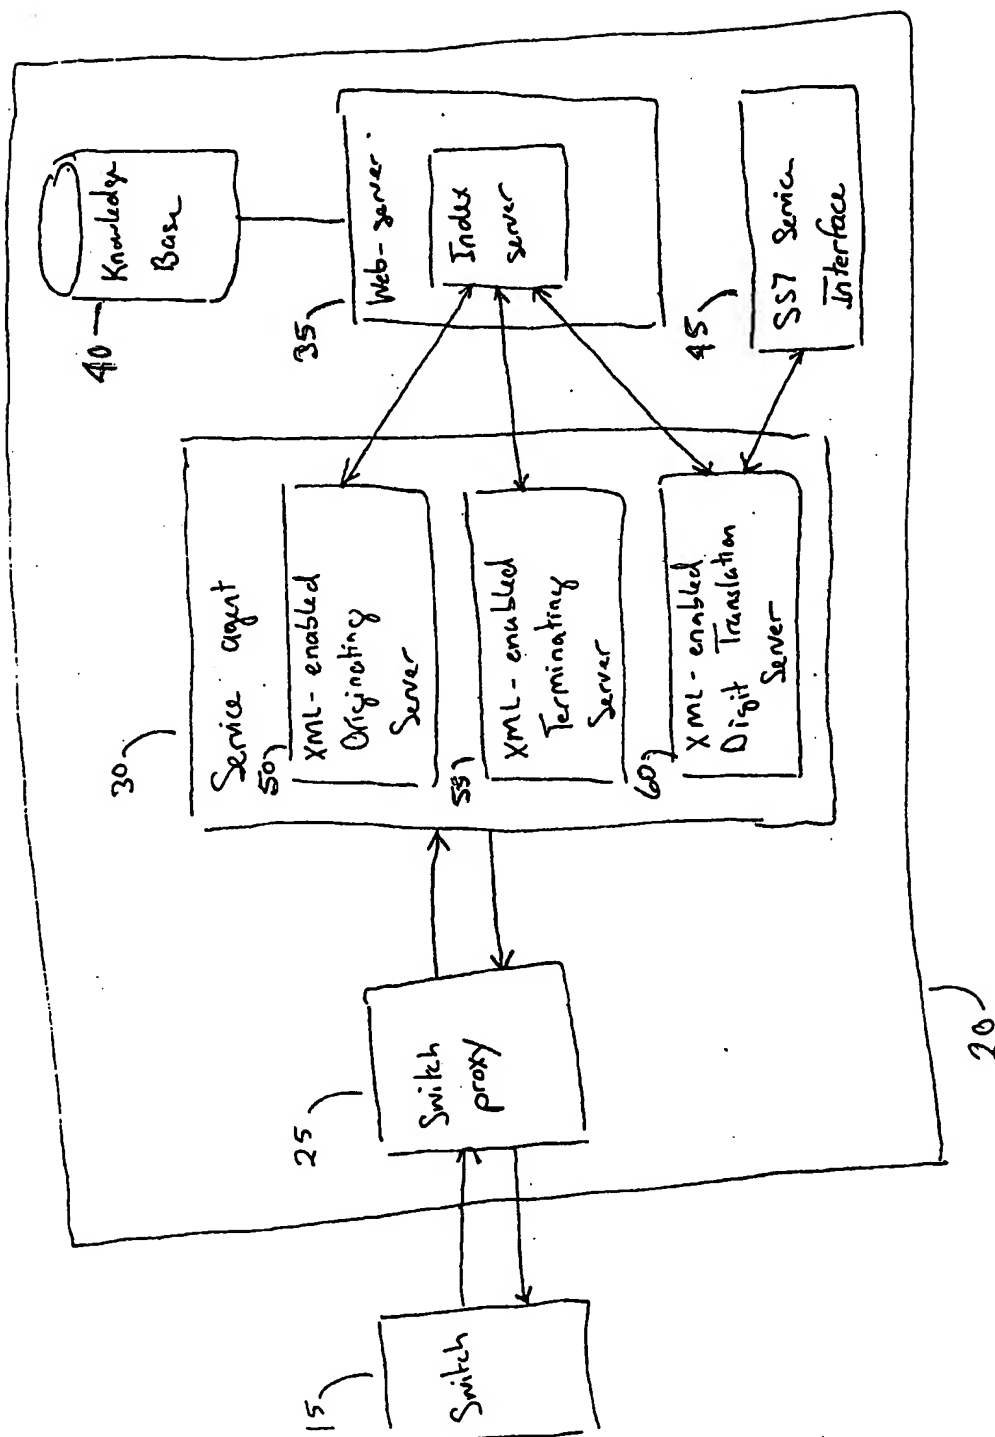 15
Switch
25
Switch
proxy
20
30
Service agent
50
XML-enabled
Originating
Server
55
XML-enabled
Terminating
Server
60
XML-enabled
Digit Translation
Server
40
Knowledge
Base
35
Web-server.
Index
server
45
SS7 Service
Interface